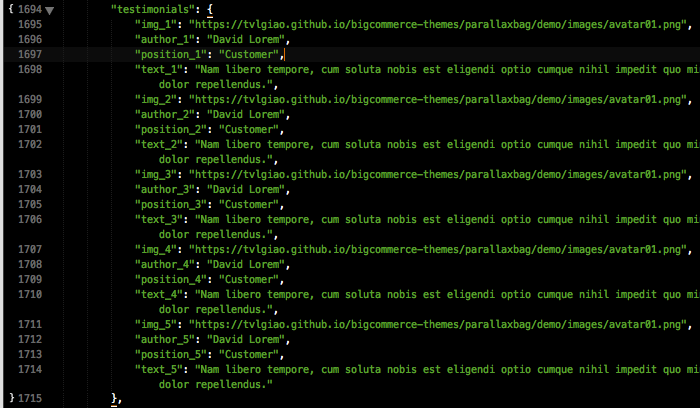 { 1694 "testimonials": {
1695 "img_1": "https://tvlgiao.github.io/bigcommerce-themes/parallaxbag/demo/images/avatar01.png",
1696 "author_1": "David Lorem",
1697 "position_1": "Customer",
1698 "text_1": "Nam libero tempore, cum soluta nobis est eligendi optio cumque nihil impedit quo mi
dolor repellendus.",
1699 "img_2": "https://tvlgiao.github.io/bigcommerce-themes/parallaxbag/demo/images/avatar01.png",
1700 "author_2": "David Lorem",
1701 "position_2": "Customer",
1702 "text_2": "Nam libero tempore, cum soluta nobis est eligendi optio cumque nihil impedit quo mi
dolor repellendus.",
1703 "img_3": "https://tvlgiao.github.io/bigcommerce-themes/parallaxbag/demo/images/avatar01.png",
1704 "author_3": "David Lorem",
1705 "position_3": "Customer",
1706 "text_3": "Nam libero tempore, cum soluta nobis est eligendi optio cumque nihil impedit quo mi
dolor repellendus.",
1707 "img_4": "https://tvlgiao.github.io/bigcommerce-themes/parallaxbag/demo/images/avatar01.png",
1708 "author_4": "David Lorem",
1709 "position_4": "Customer",
1710 "text_4": "Nam libero tempore, cum soluta nobis est eligendi optio cumque nihil impedit quo mi
dolor repellendus.",
1711 "img_5": "https://tvlgiao.github.io/bigcommerce-themes/parallaxbag/demo/images/avatar01.png",
1712 "author_5": "David Lorem",
1713 "position_5": "Customer",
1714 "text_5": "Nam libero tempore, cum soluta nobis est eligendi optio cumque nihil impedit quo mi
dolor repellendus."
} 1715 },